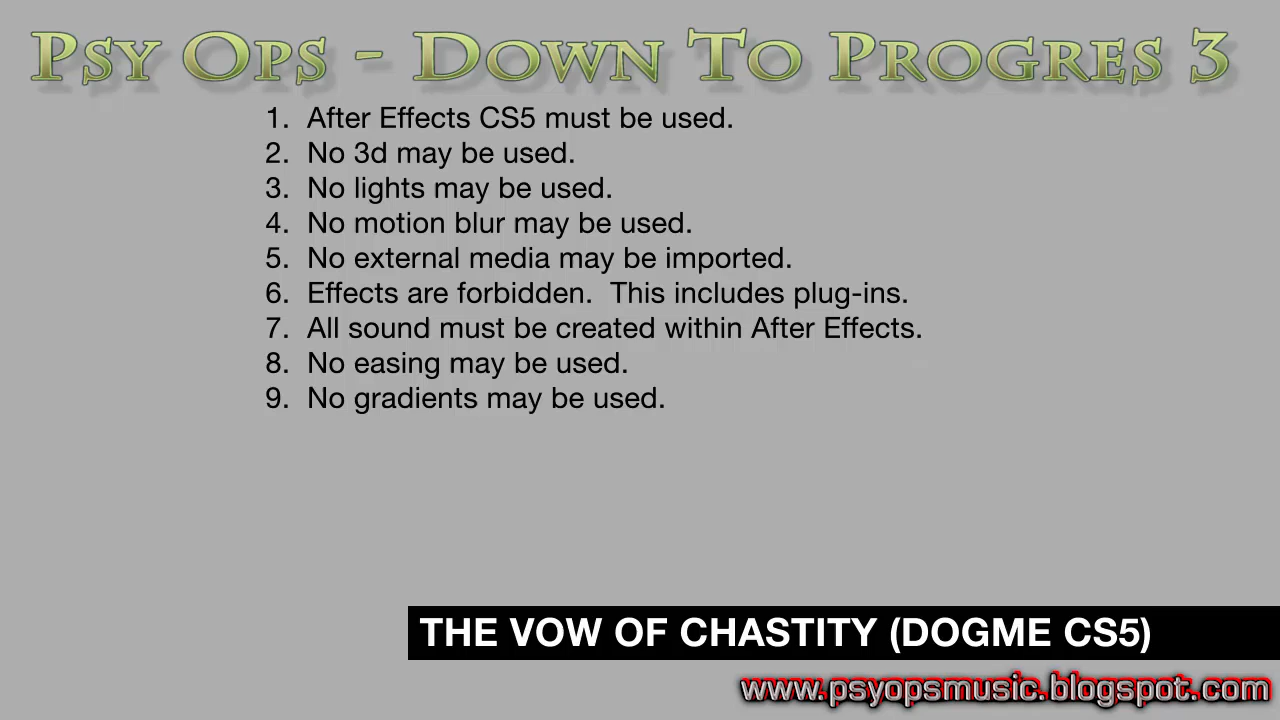 Psy Ops - Down To Progres 3
1. After Effects CS5 must be used.
2. No 3d may be used.
3. No lights may be used.
4. No motion blur may be used.
5. No external media may be imported.
6. Effects are forbidden. This includes plug-ins.
7. All sound must be created within After Effects.
8. No easing may be used.
9. No gradients may be used.
THE VOW OF CHASTITY (DOGME CS5)
www.psyopsmusic.blogspot.com